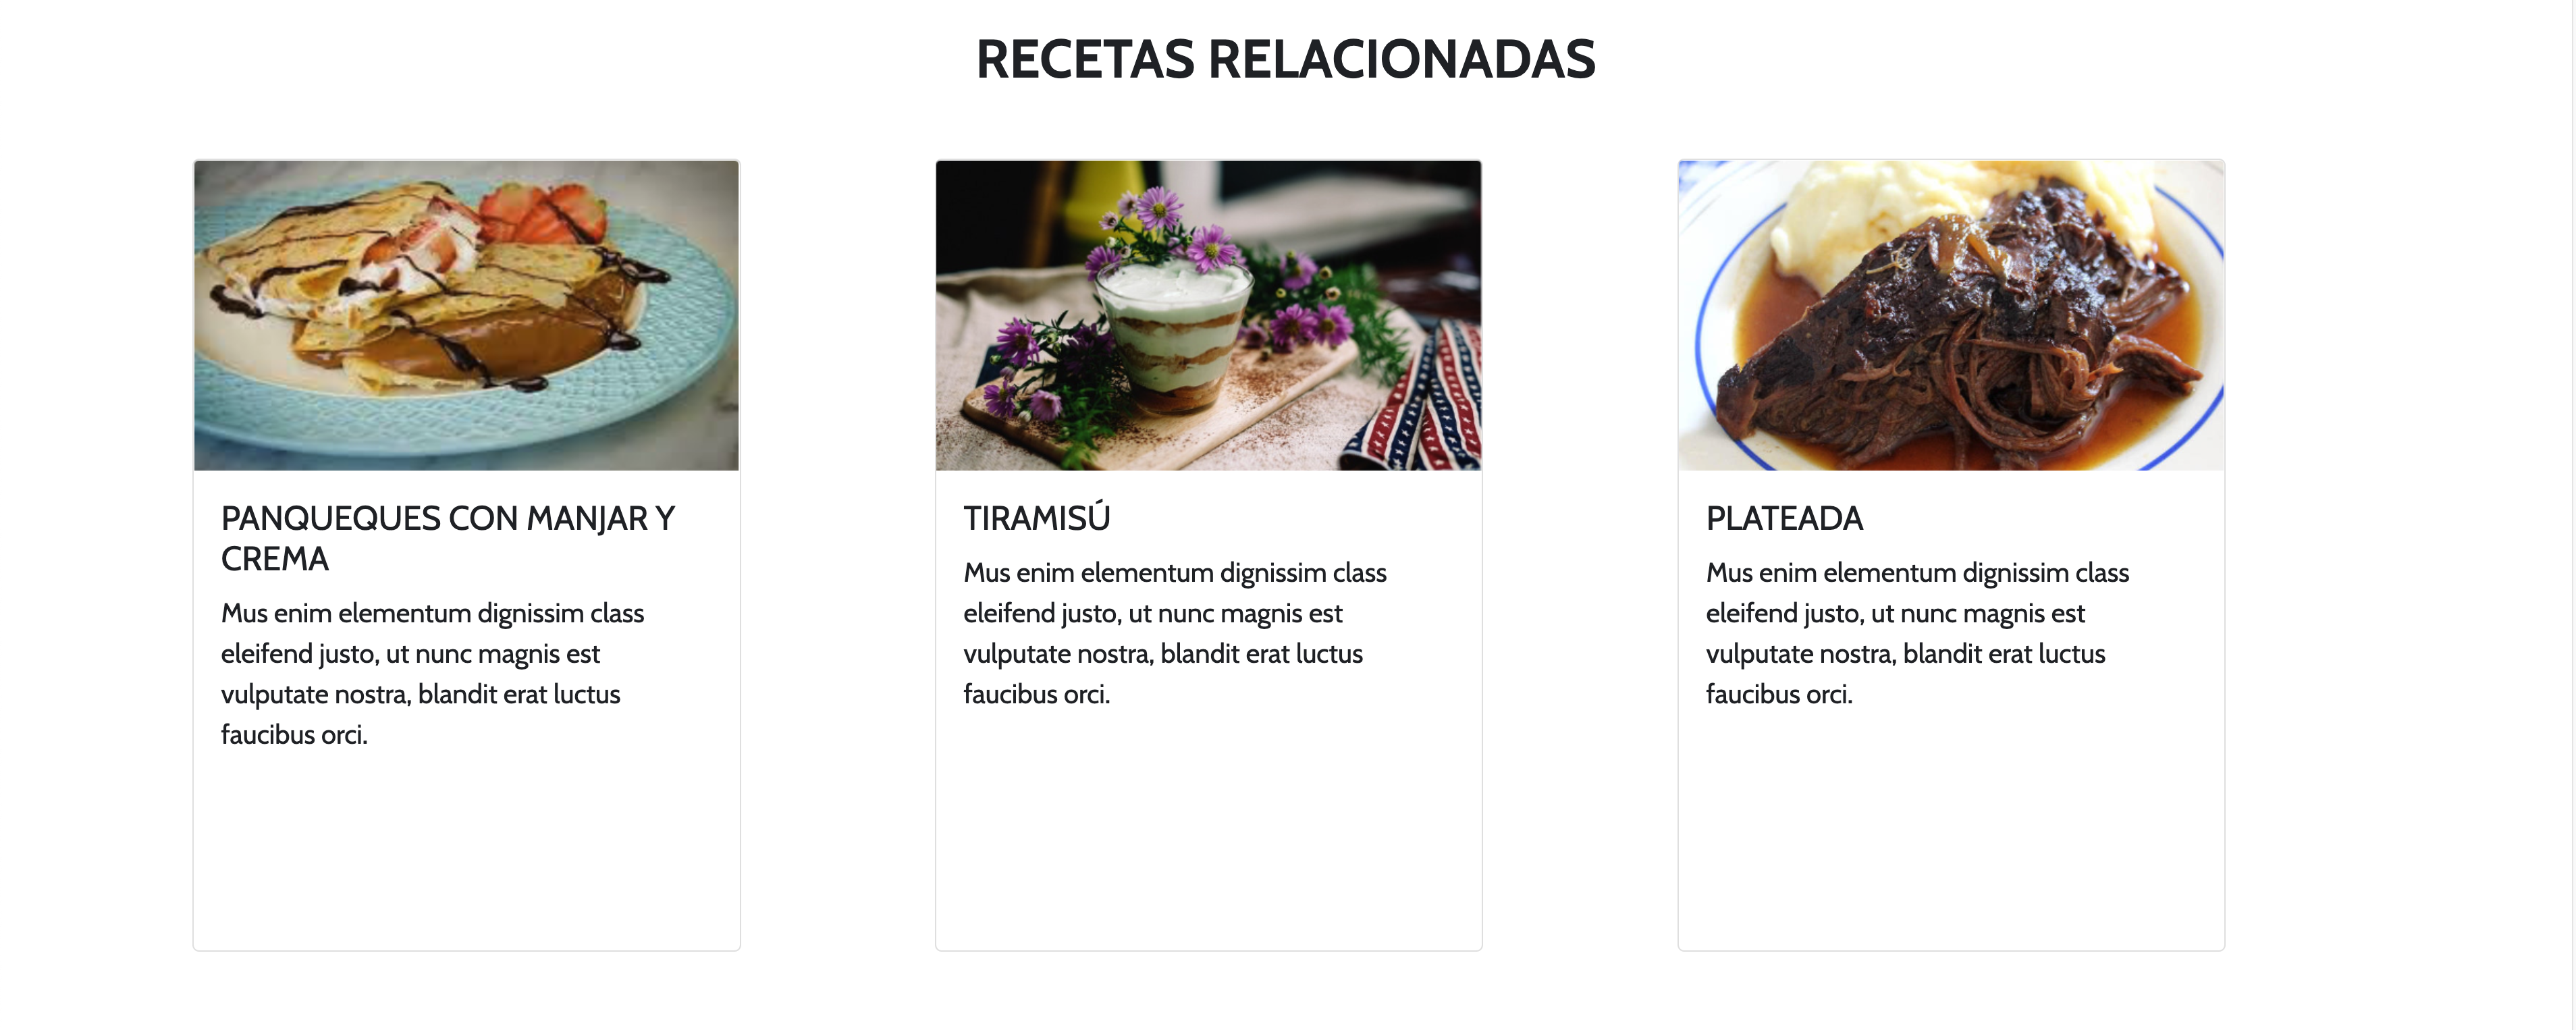 RECETAS RELACIONADAS
PANQUEQUES CON MANJAR Y
CREMA
Mus enim elementum dignissim class
eleifend justo, ut nunc magnis est
vulputate nostra, blandit erat luctus
faucibus orci.
TIRAMISÚ
Mus enim elementum dignissim class
eleifend justo, ut nunc magnis est
vulputate nostra, blandit erat luctus
faucibus orci.
PLATEADA
Mus enim elementum dignissim class
eleifend justo, ut nunc magnis est
vulputate nostra, blandit erat luctus
faucibus orci.